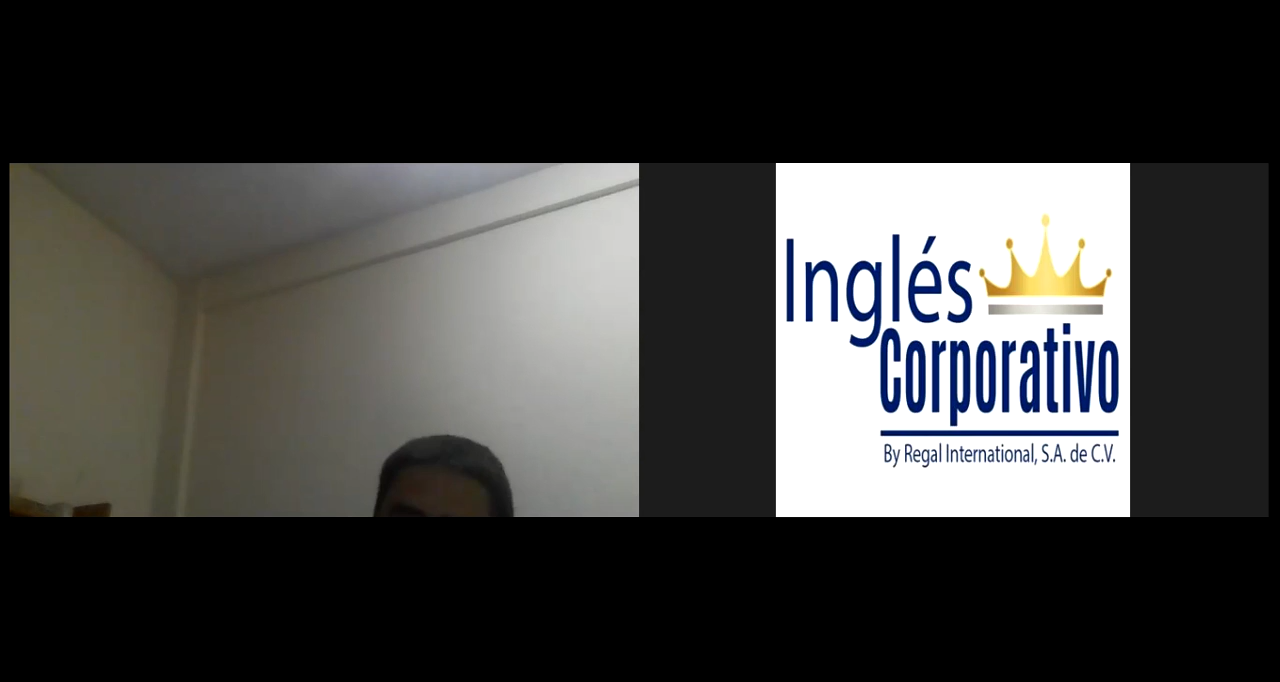 Inglés
Corporativo
By Regal International, S.A. de C.V.